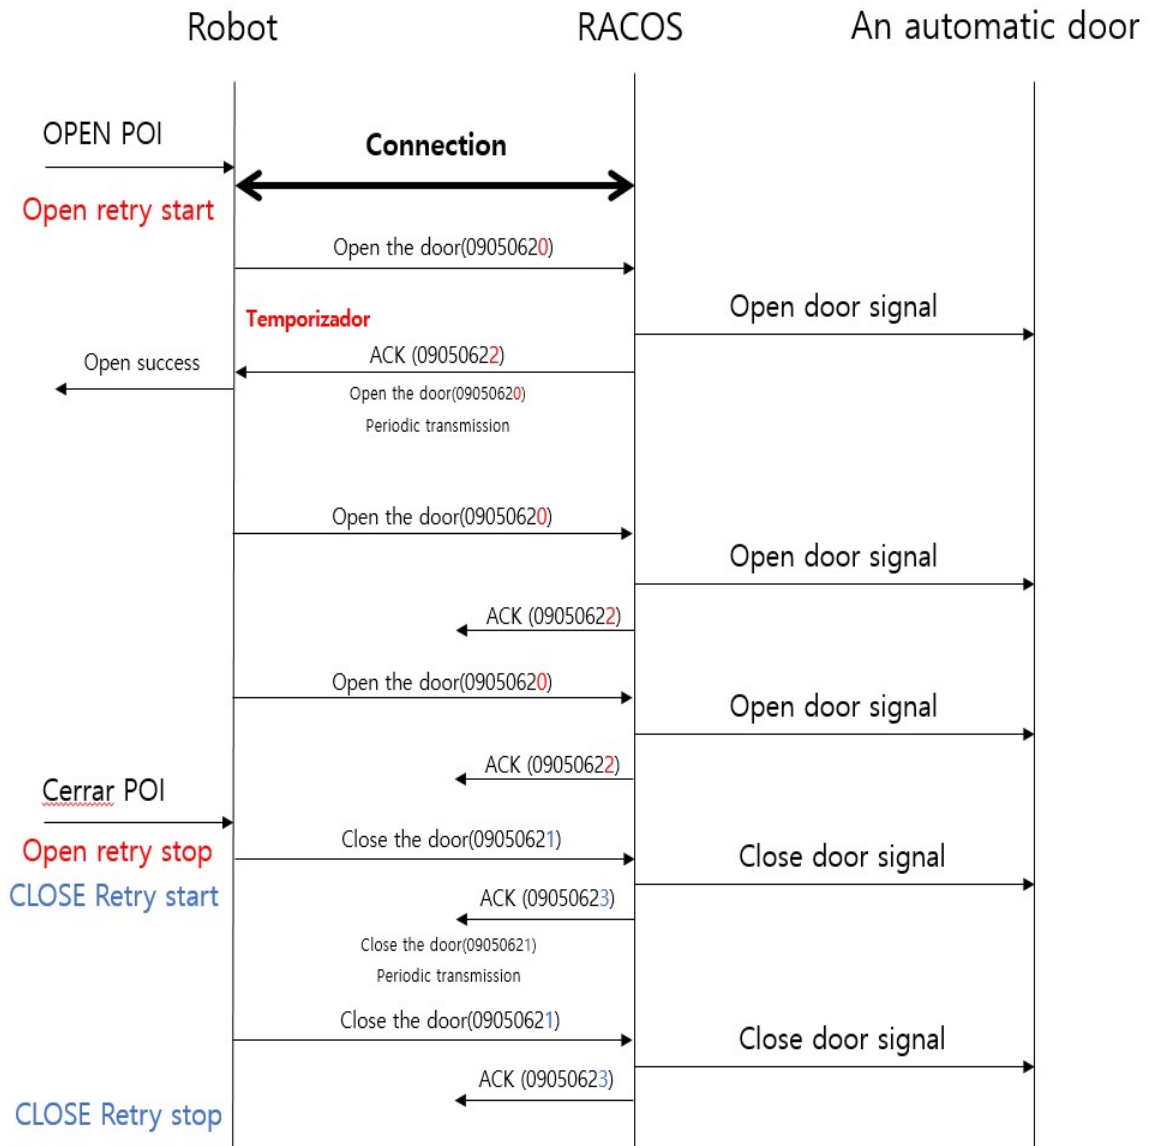 Robot
RACOS
An automatic door
OPEN POI
Connection
Open retry start
Open the door(09050620)
Open door signal
Temporizador
ACK (09050622)
Open success
Open the door(09050620)
Periodic transmission
Open the door(09050620)
Open door signal
ACK (09050622)
Open the door(09050620)
Open door signal
ACK (09050622)
Cerrar POI
Close the door(09050621)
Open retry stop
Close door signal
CLOSE Retry start
ACK (09050623)
Close the door(09050621)
Periodic transmission
Close the door(09050621)
Close door signal
ACK (09050623)
CLOSE Retry stop